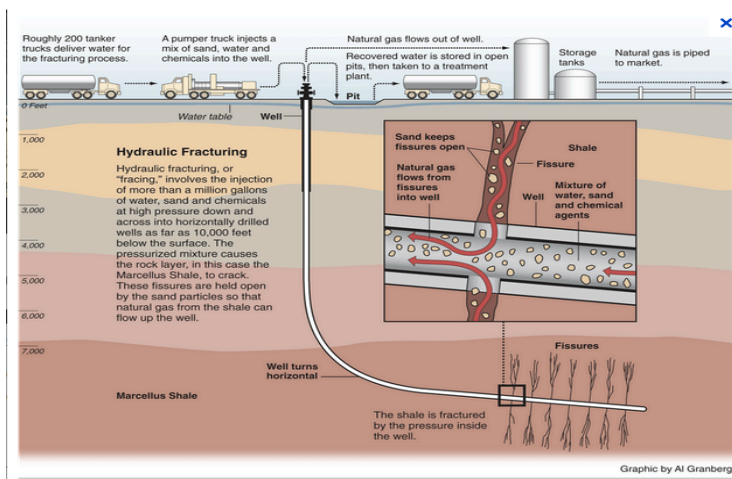 Roughly 200 tanker
trucks deliver water for
the fracturing process.
A pumper truck injects a
mix of sand, water and
chemicals into the well.
Natural gas flows out of well.
Recovered water is stored in open
pits, then taken to a treatment
plant.
Storage
tanks
Natural gas is piped
to market.
Pit
0 Feet
Water table
Well
1,000
2,000
3,000
4,000
5,000
6,000
7,000
Hydraulic Fracturing
Hydraulic fracturing, or
“fracing,” involves the injection
of more than a million gallons
of water, sand and chemicals
at high pressure down and
across into horizontally drilled
wells as far as 10,000 feet
below the surface. The
pressurized mixture causes
the rock layer, in this case the
Marcellus Shale, to crack.
These fissures are held open
by the sand particles so that
natural gas from the shale can
flow up the well.
Sand keeps
fissures open
Shale
Fissure
Natural gas
flows from
fissures
into well
Well
Mixture of
water, sand
and chemical
agents
Fissures
Well turns
horizontal
Marcellus Shale
The shale is fractured
by the pressure inside
the well.
Graphic by Al Granberg